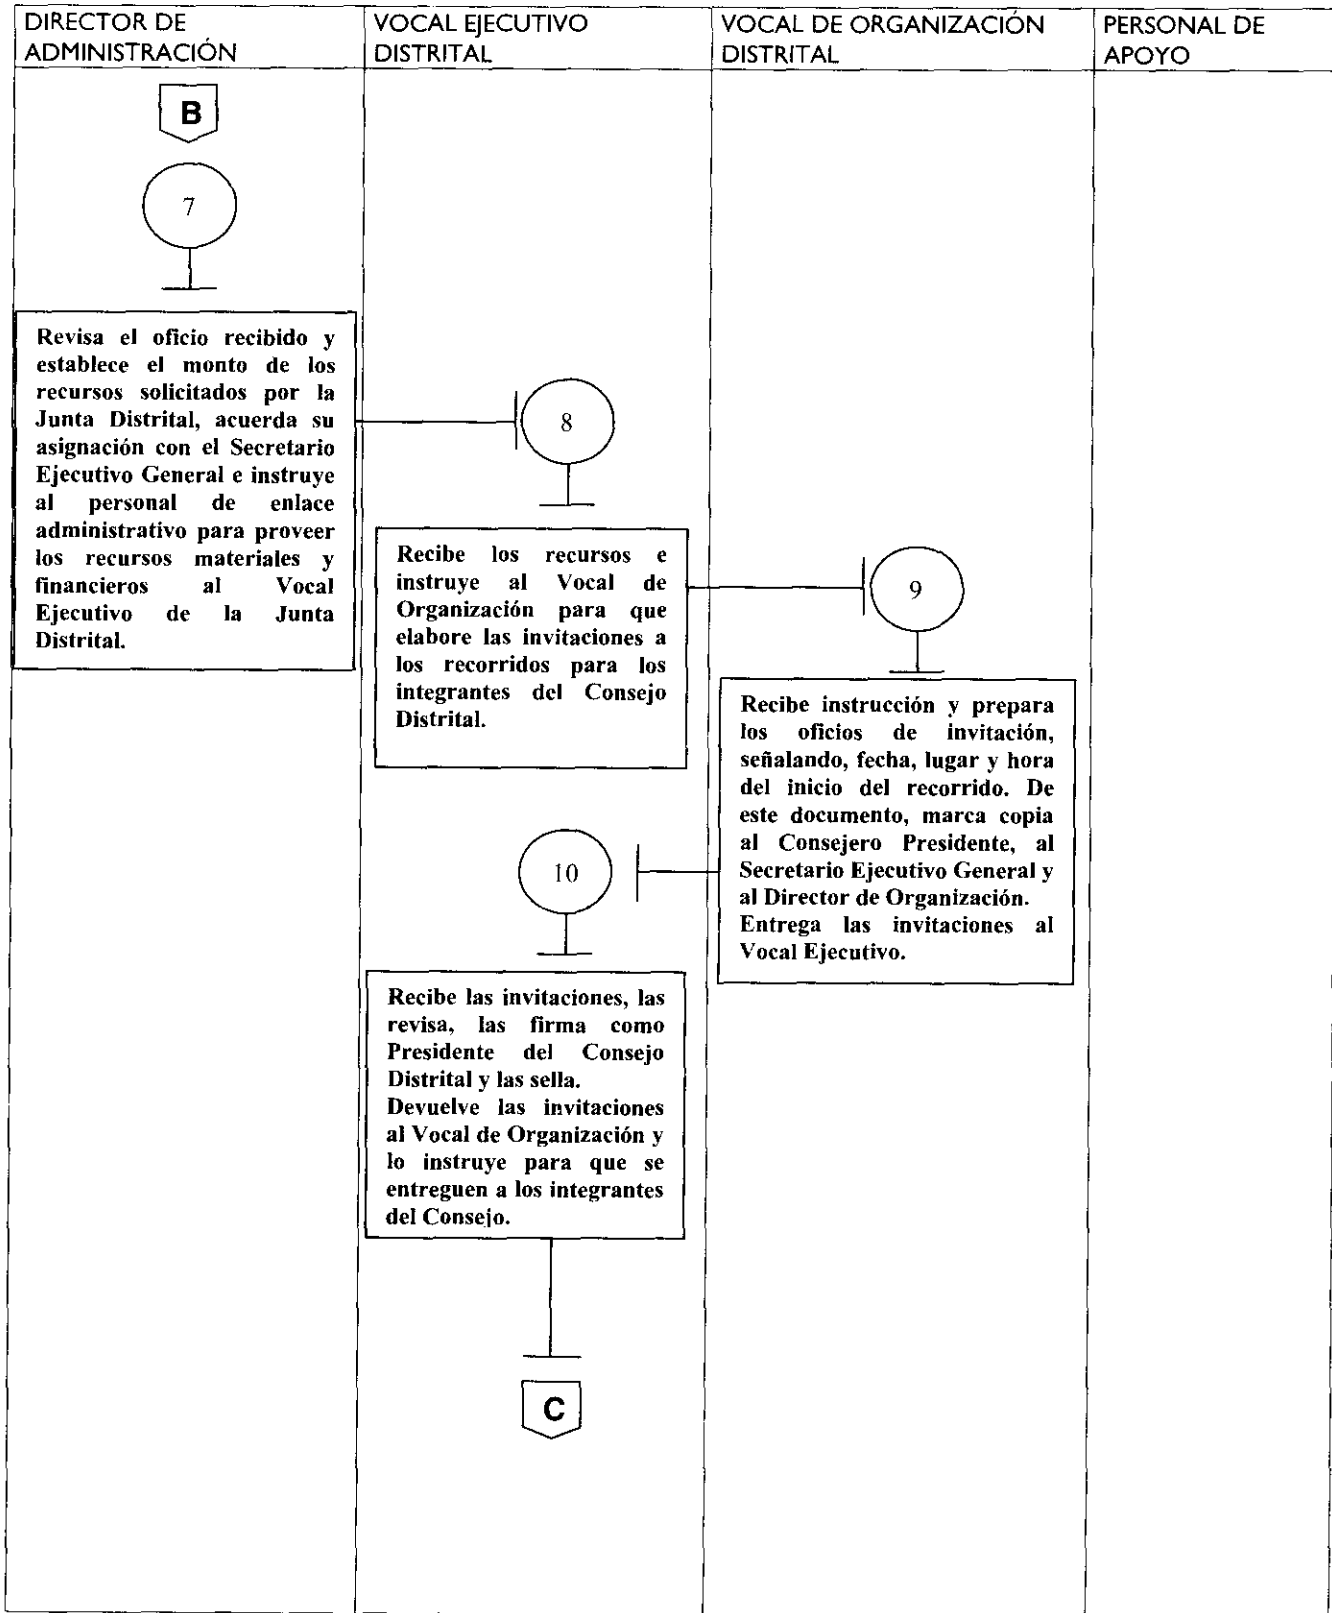 DIRECTOR DE
ADMINISTRACIÓN
VOCAL EJECUTIVO
DISTRITAL
VOCAL DE ORGANIZACIÓN
DISTRITAL
PERSONAL DE
APOYO
B
7
Revisa el oficio recibido y
establece el monto de los
recursos solicitados por la
Junta Distrital, acuerda su
asignación con el Secretario
Ejecutivo General e instruye
al personal de enlace
administrativo para proveer
los recursos materiales y
financieros al Vocal
Ejecutivo de la Junta
Distrital.
8
Recibe los recursos e
instruye al Vocal de
Organización para que
elabore las invitaciones a
los recorridos para los
integrantes del Consejo
Distrital.
9
Recibe instrucción y prepara
los oficios de invitación,
señalando, fecha, lugar y hora
del inicio del recorrido. De
este documento, marca copia
al Consejero Presidente, al
Secretario Ejecutivo General y
al Director de Organización.
Entrega las invitaciones al
Vocal Ejecutivo.
10
Recibe las invitaciones, las
revisa, las firma como
Presidente del Consejo
Distrital y las sella.
Devuelve las invitaciones
al Vocal de Organización y
lo instruye para que se
entreguen a los integrantes
del Consejo.
C